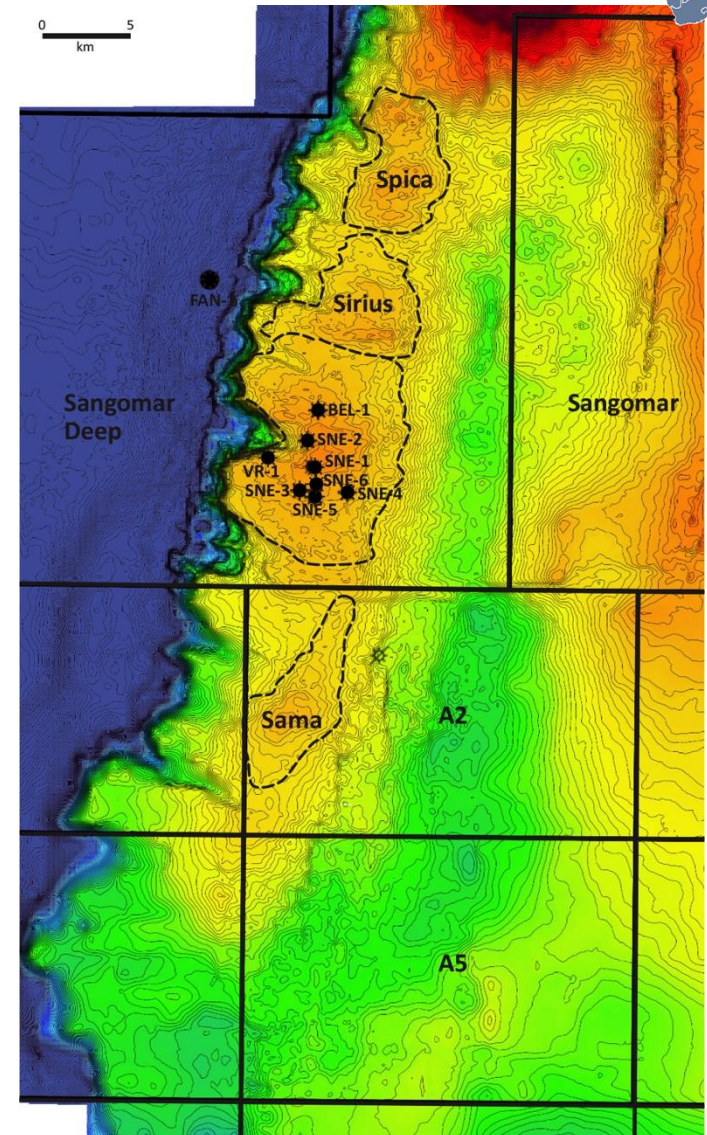 0 5
km
Spica
FAN-1
Sirius
Sangomar
Deep
Sangomar
BEL-1
SNE-2
SNE-1
VR-1
SNE-6
SNE-3
SNE-4
SNE-5
Sama
A2
A5